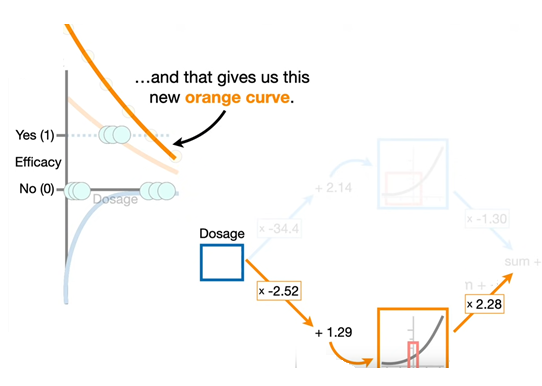 ...and that gives us this
new orange curve.
Yes (1)
Efficacy
No (0)
Dosage
+ 2.14
x -34.4
x -1.30
Dosage
sum +
x -2.52
x 2.28
+ 1.29